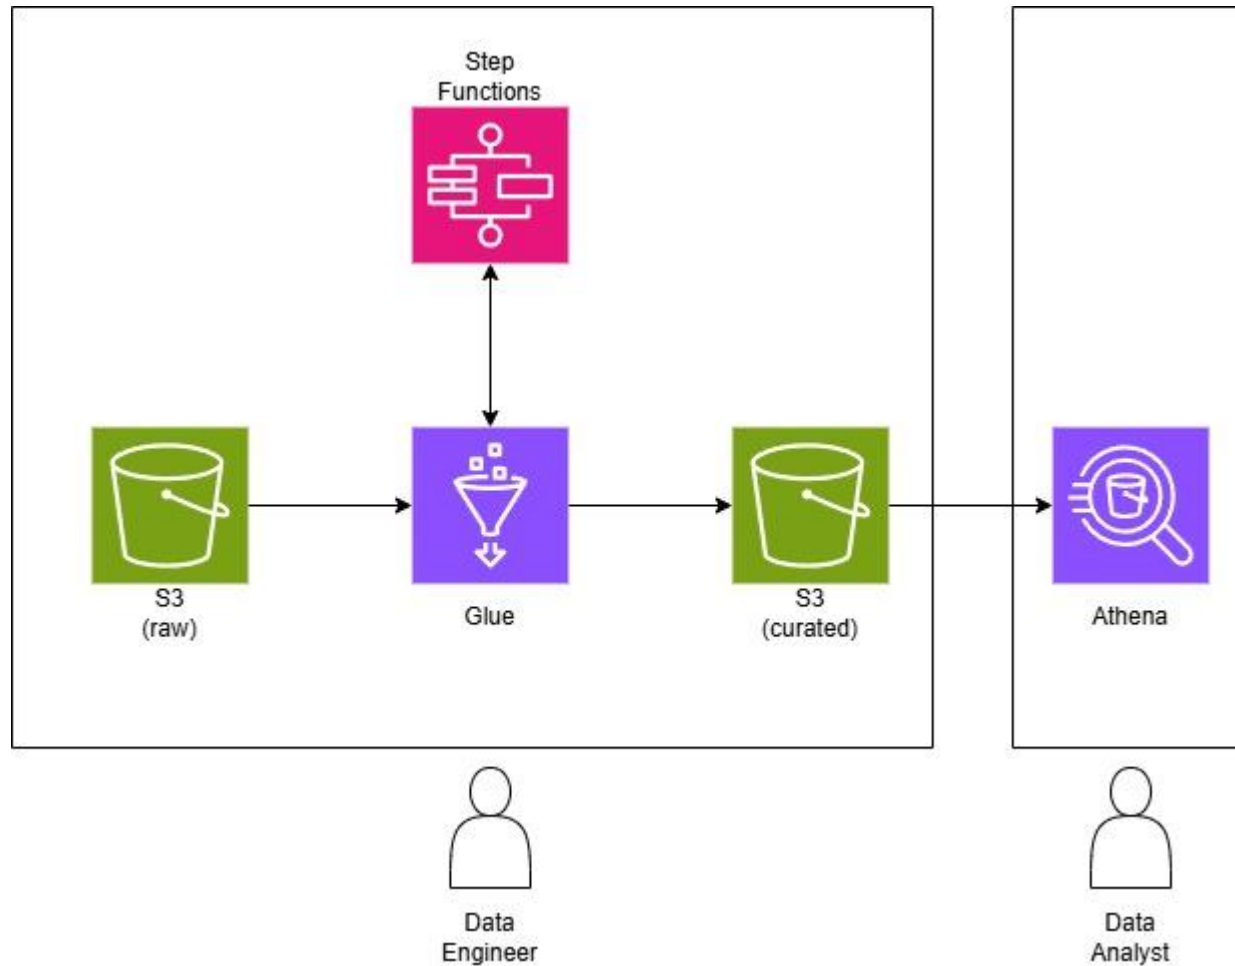 Step
Functions
S3
(raw)
Glue
S3
(curated)
Athena
Data
Engineer
Data
Analyst